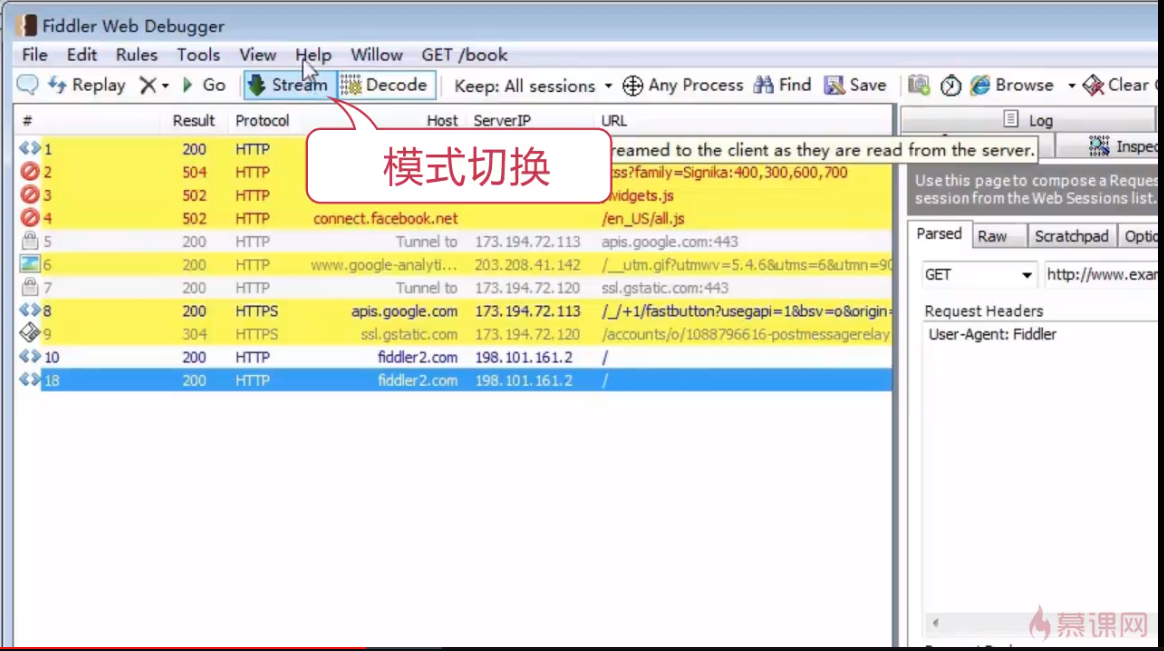 Fiddler Web Debugger
File Edit Rules Tools View Help Willow GET /book
Replay Go Stream Decode Keep: All sessions Any Process Find Save Browse Clear
# Result Protocol Host ServerIP URL
Log
1 200 HTTP reamed to the client as they are read from the server.
模式切换
2 504 HTTP css?family=Signika:400,300,600,700
3 502 HTTP widgets.js
4 502 HTTP connect.facebook.net /en_US/all.js
5 200 HTTP Tunnel to 173.194.72.113 apis.google.com:443
6 200 HTTP www.google-analyti... 203.208.41.142 /__utm.gif?utmwv=5.4.6&utms=6&utmn=90
7 200 HTTP Tunnel to 173.194.72.120 ssl.gstatic.com:443
8 200 HTTPS apis.google.com 173.194.72.113 /_/+1/fastbutton?usegapi=1&bsv=o&origin=
9 304 HTTPS ssl.gstatic.com 173.194.72.120 /accounts/o/1088796616-postmessagerelay
10 200 HTTP fiddler2.com 198.101.161.2 /
18 200 HTTP fiddler2.com 198.101.161.2 /
Inspec
Use this page to compose a Reque
session from the Web Sessions list.
Parsed Raw Scratchpad Optio
GET http://www.exam
Request Headers
User-Agent: Fiddler
慕课网